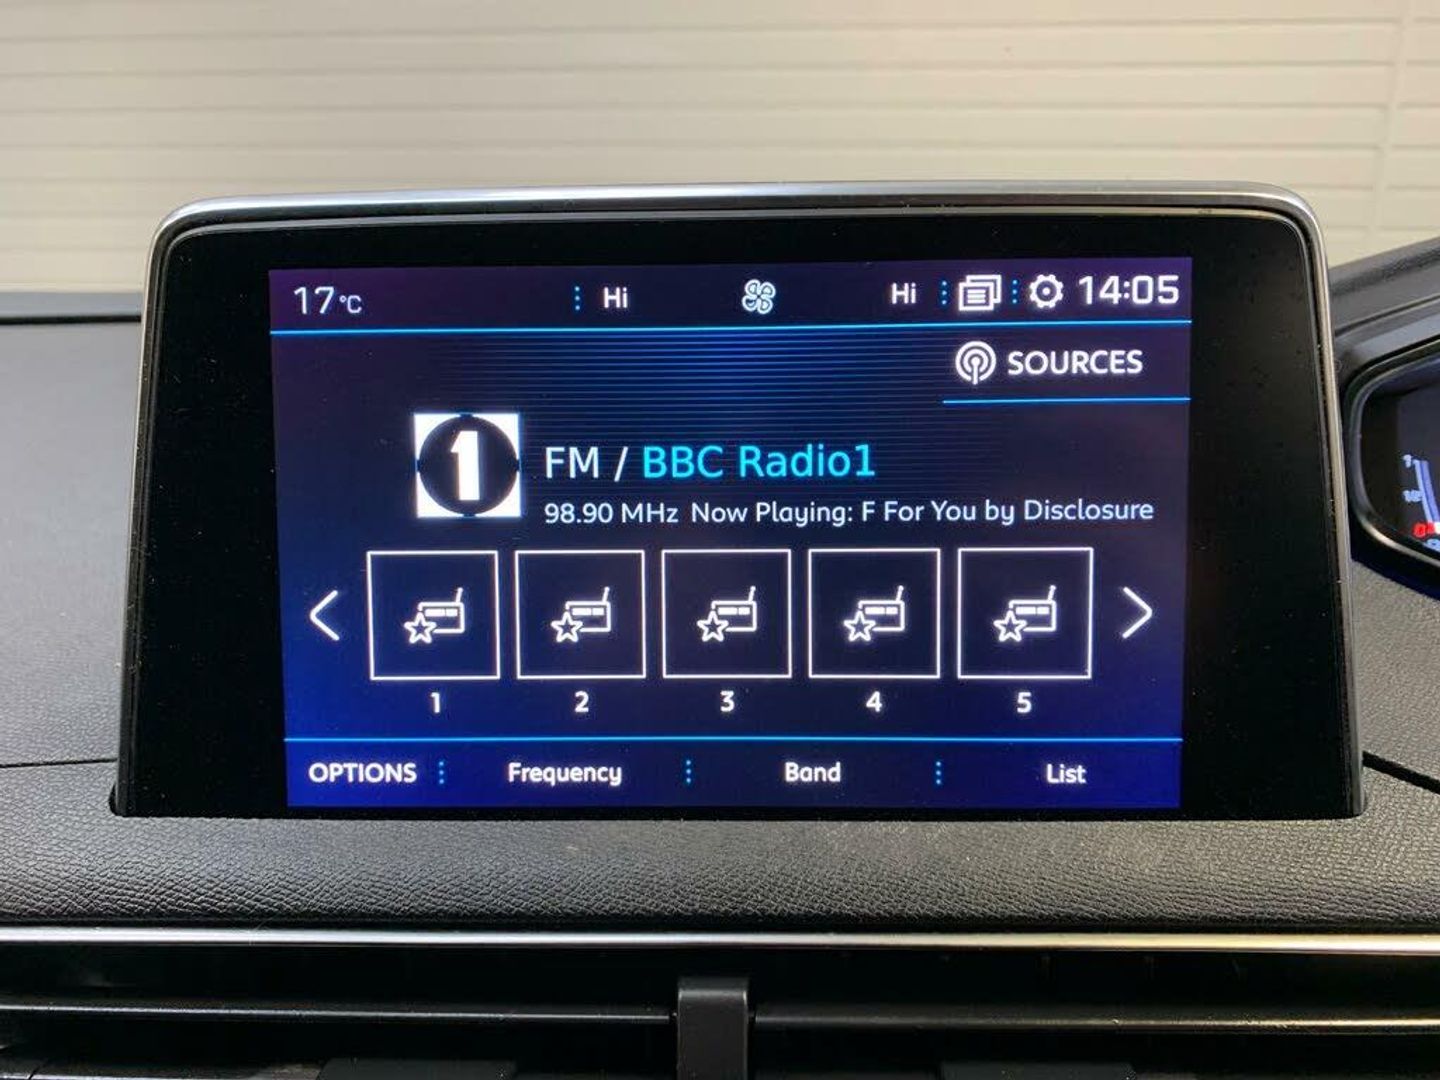 17°C Hi Hi 14:05
SOURCES
1
FM / BBC Radio1
98.90 MHz Now Playing: F For You by Disclosure
1 2 3 4 5
OPTIONS Frequency Band List